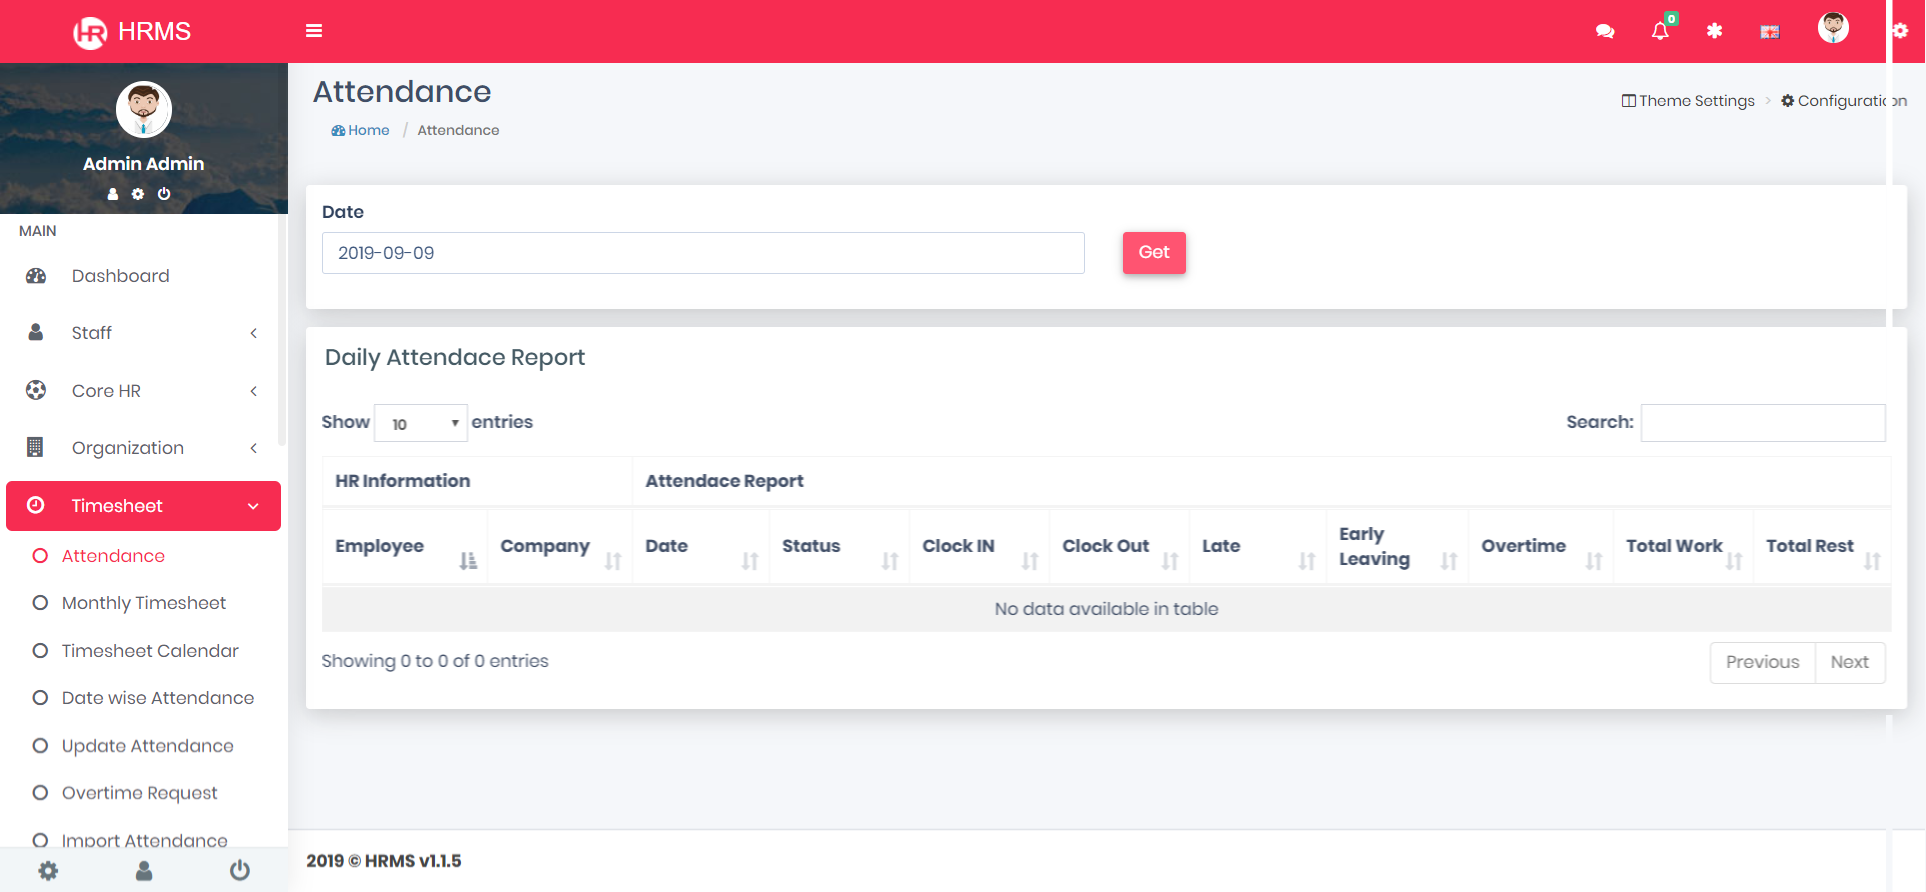 HR HRMS
0
Attendance
Theme Settings > Configuration
Home / Attendance
Admin Admin
MAIN
Dashboard
Staff
Core HR
Organization
Timesheet
Attendance
Monthly Timesheet
Timesheet Calendar
Date wise Attendance
Update Attendance
Overtime Request
Import Attendance
Date
2019-09-09 Get
Daily Attendace Report
Show 10 entries Search:
HR Information Attendace Report
Employee Company Date Status Clock IN Clock Out Late Early Leaving Overtime Total Work Total Rest
No data available in table
Showing 0 to 0 of 0 entries Previous Next
2019 © HRMS v1.1.5